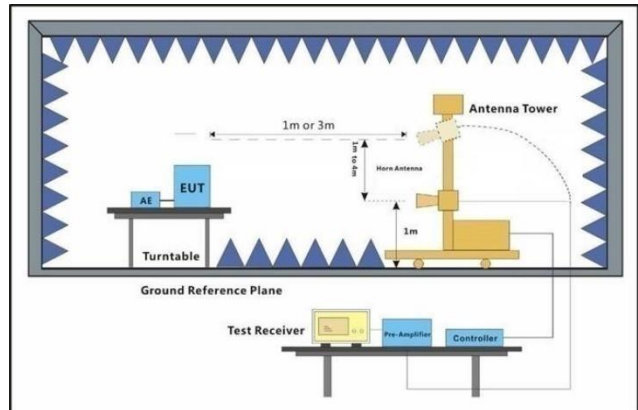 1m or 3m
Antenna Tower
1m to 4m
Horn Antenna
EUT
AE
1m
Turntable
Ground Reference Plane
Test Receiver
Pre-Amplifier
Controller